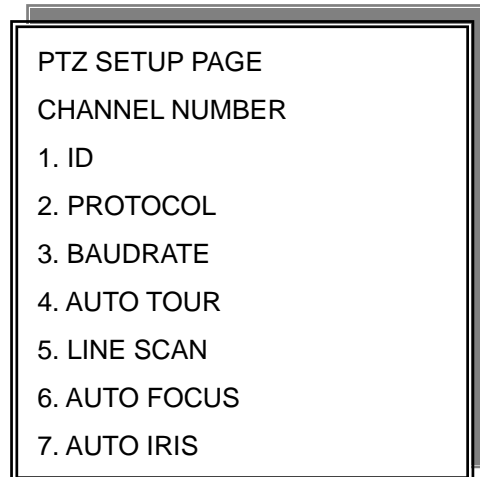 PTZ SETUP PAGE
CHANNEL NUMBER
1. ID
2. PROTOCOL
3. BAUDRATE
4. AUTO TOUR
5. LINE SCAN
6. AUTO FOCUS
7. AUTO IRIS